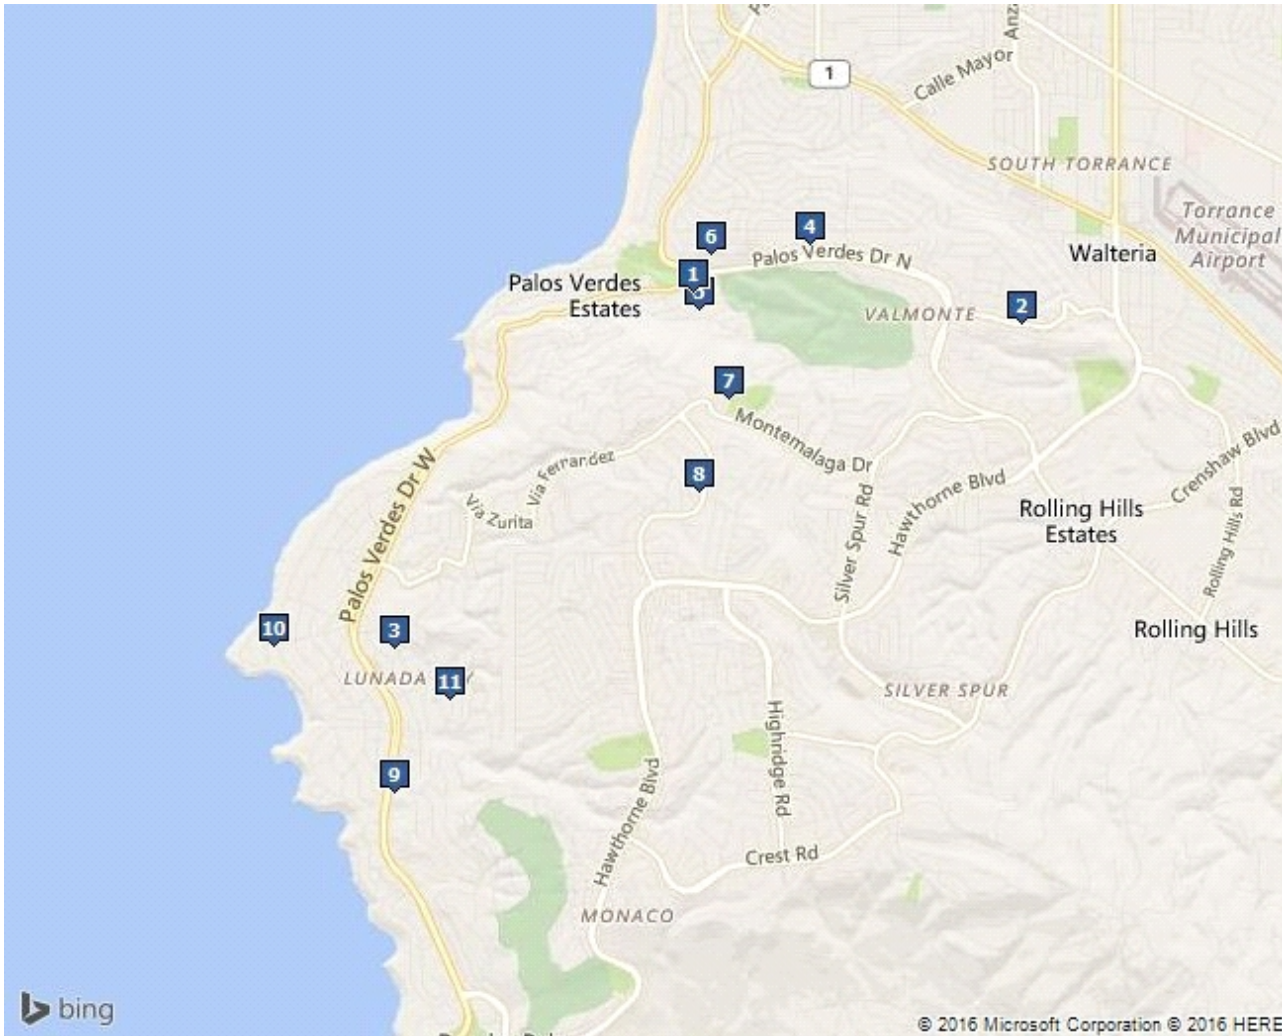 1
Calle Mayor
SOUTH TORRANCE
Torrance
Municipal
Airport
Walteria
6
4
Palos Verdes Dr N
1
Palos Verdes
Estates
VALMONTE
2
7
Montemalaga Dr
8
Via Ferrandez
Via Zurita
Palos Verdes Dr W
Silver Spur Rd
Hawthorne Blvd
Crenshaw Blvd
Rolling Hills Rd
Rolling Hills
Estates
Rolling Hills
10
3
LUNADA
11
SILVER SPUR
9
Highridge Rd
Hawthorne Blvd
Crest Rd
MONACO
bing
© 2016 Microsoft Corporation © 2016 HERE